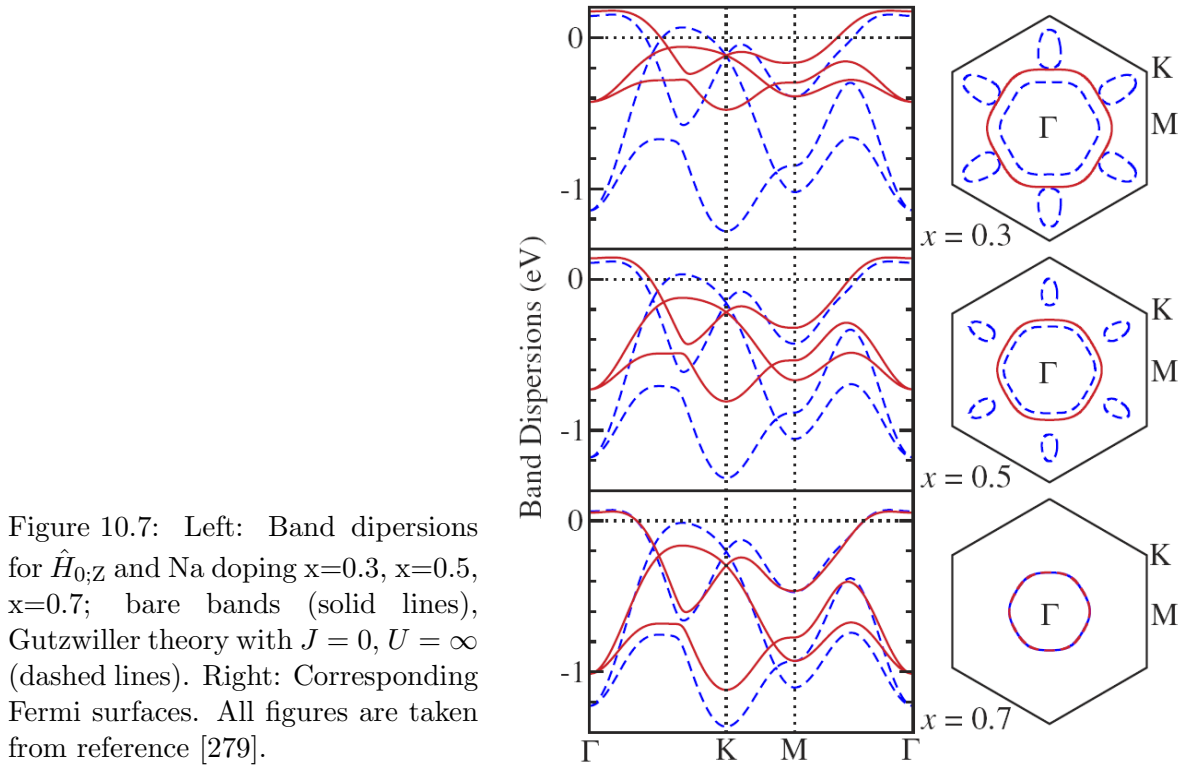 Figure 10.7: Left: Band dipersions
for Ĥ0;Z and Na doping x=0.3, x=0.5,
x=0.7; bare bands (solid lines),
Gutzwiller theory with J = 0, U = ∞
(dashed lines). Right: Corresponding
Fermi surfaces. All figures are taken
from reference [279].
Band Dispersions (eV)
0
-1
0
-1
0
-1
Γ K M Γ
K
M
Γ
x = 0.3
K
M
Γ
x = 0.5
K
M
Γ
x = 0.7